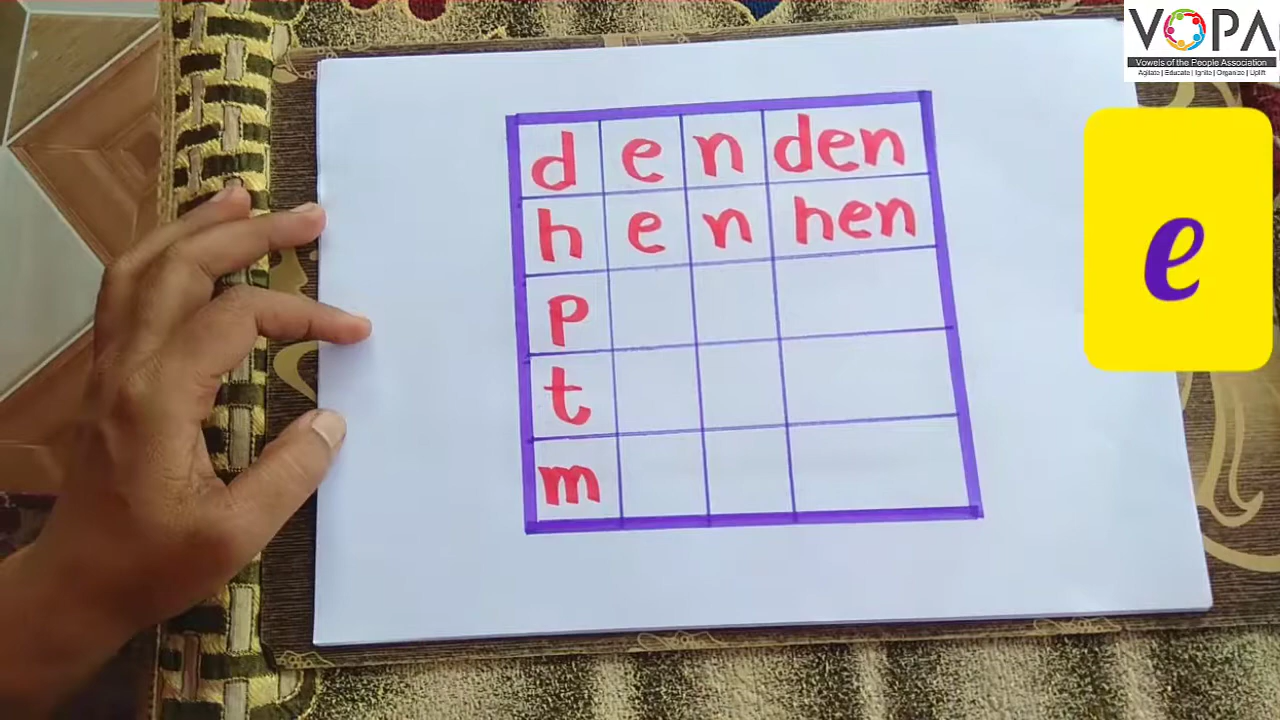 VOPA
Vowels of the People Association
Agitate | Educate | Ignite | Organize | Uplift
e
d e n den
h e n hen
p
t
m